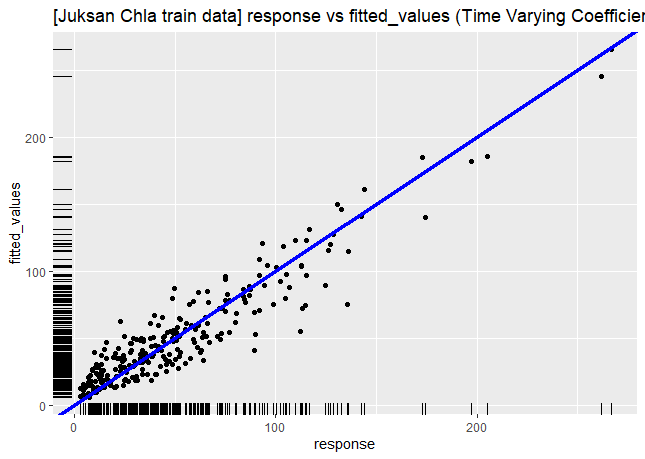 [Juksan Chla train data] response vs fitted_values (Time Varying Coefficien
200
100
0
fitted_values
0
100
200
response